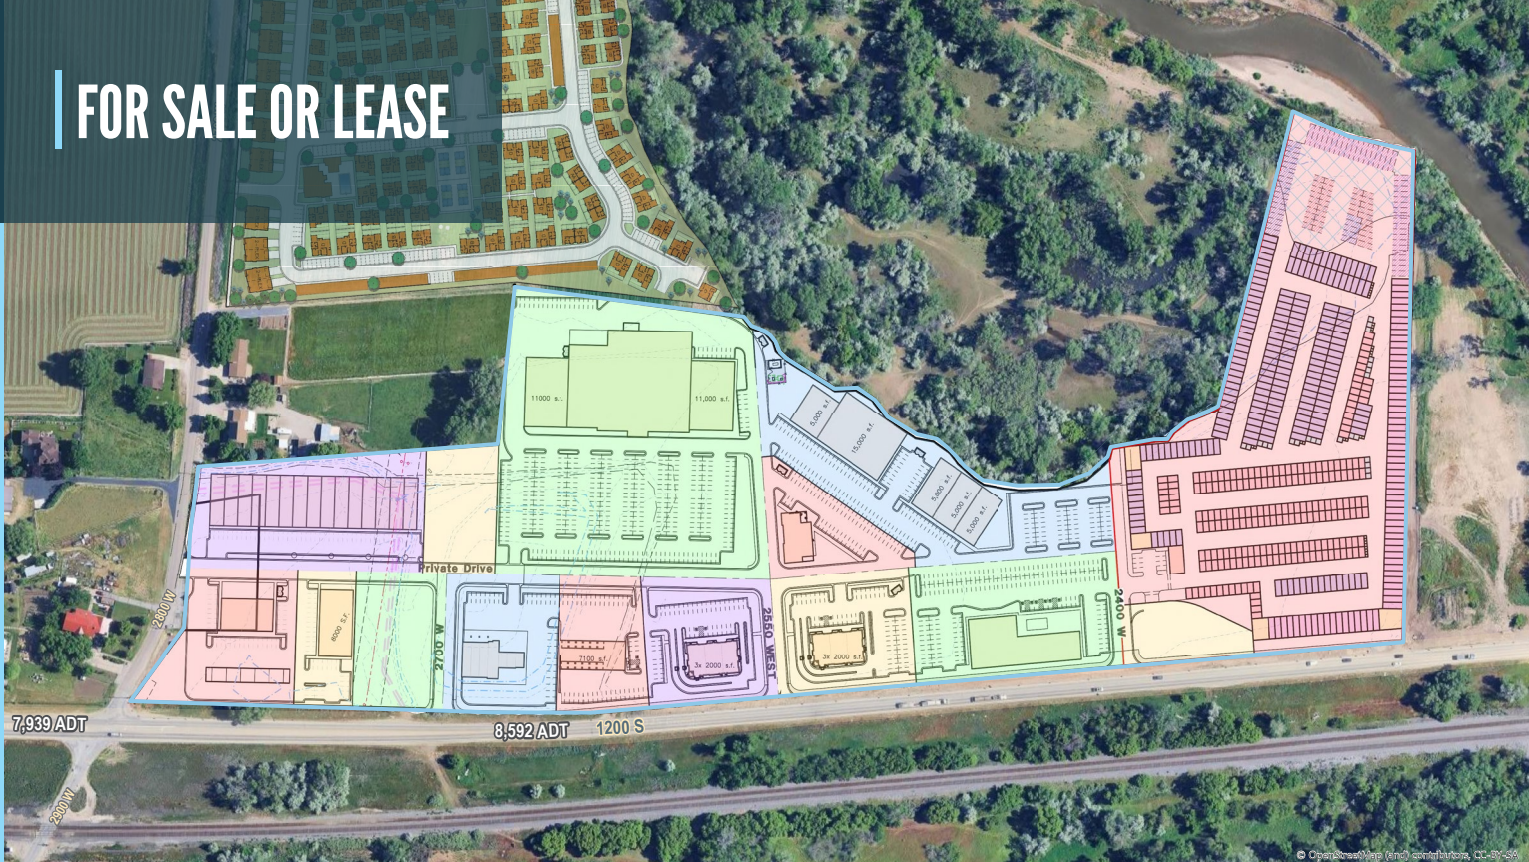 FOR SALE OR LEASE
11000 s.f.
11,000 s.f.
5,000 s.f.
15,000 s.f.
5,000 s.f.
5,000 s.f.
5,000 s.f.
Private Drive
2800 W
8000 S.F.
2700 W
7100 s.f.
3x 2000 s.f.
2550 WEST
3x 2000 s.f.
2400 W
7,939 ADT
8,592 ADT
1200 S
2900 W
© OpenStreetMap (and) contributors, CC-BY-SA